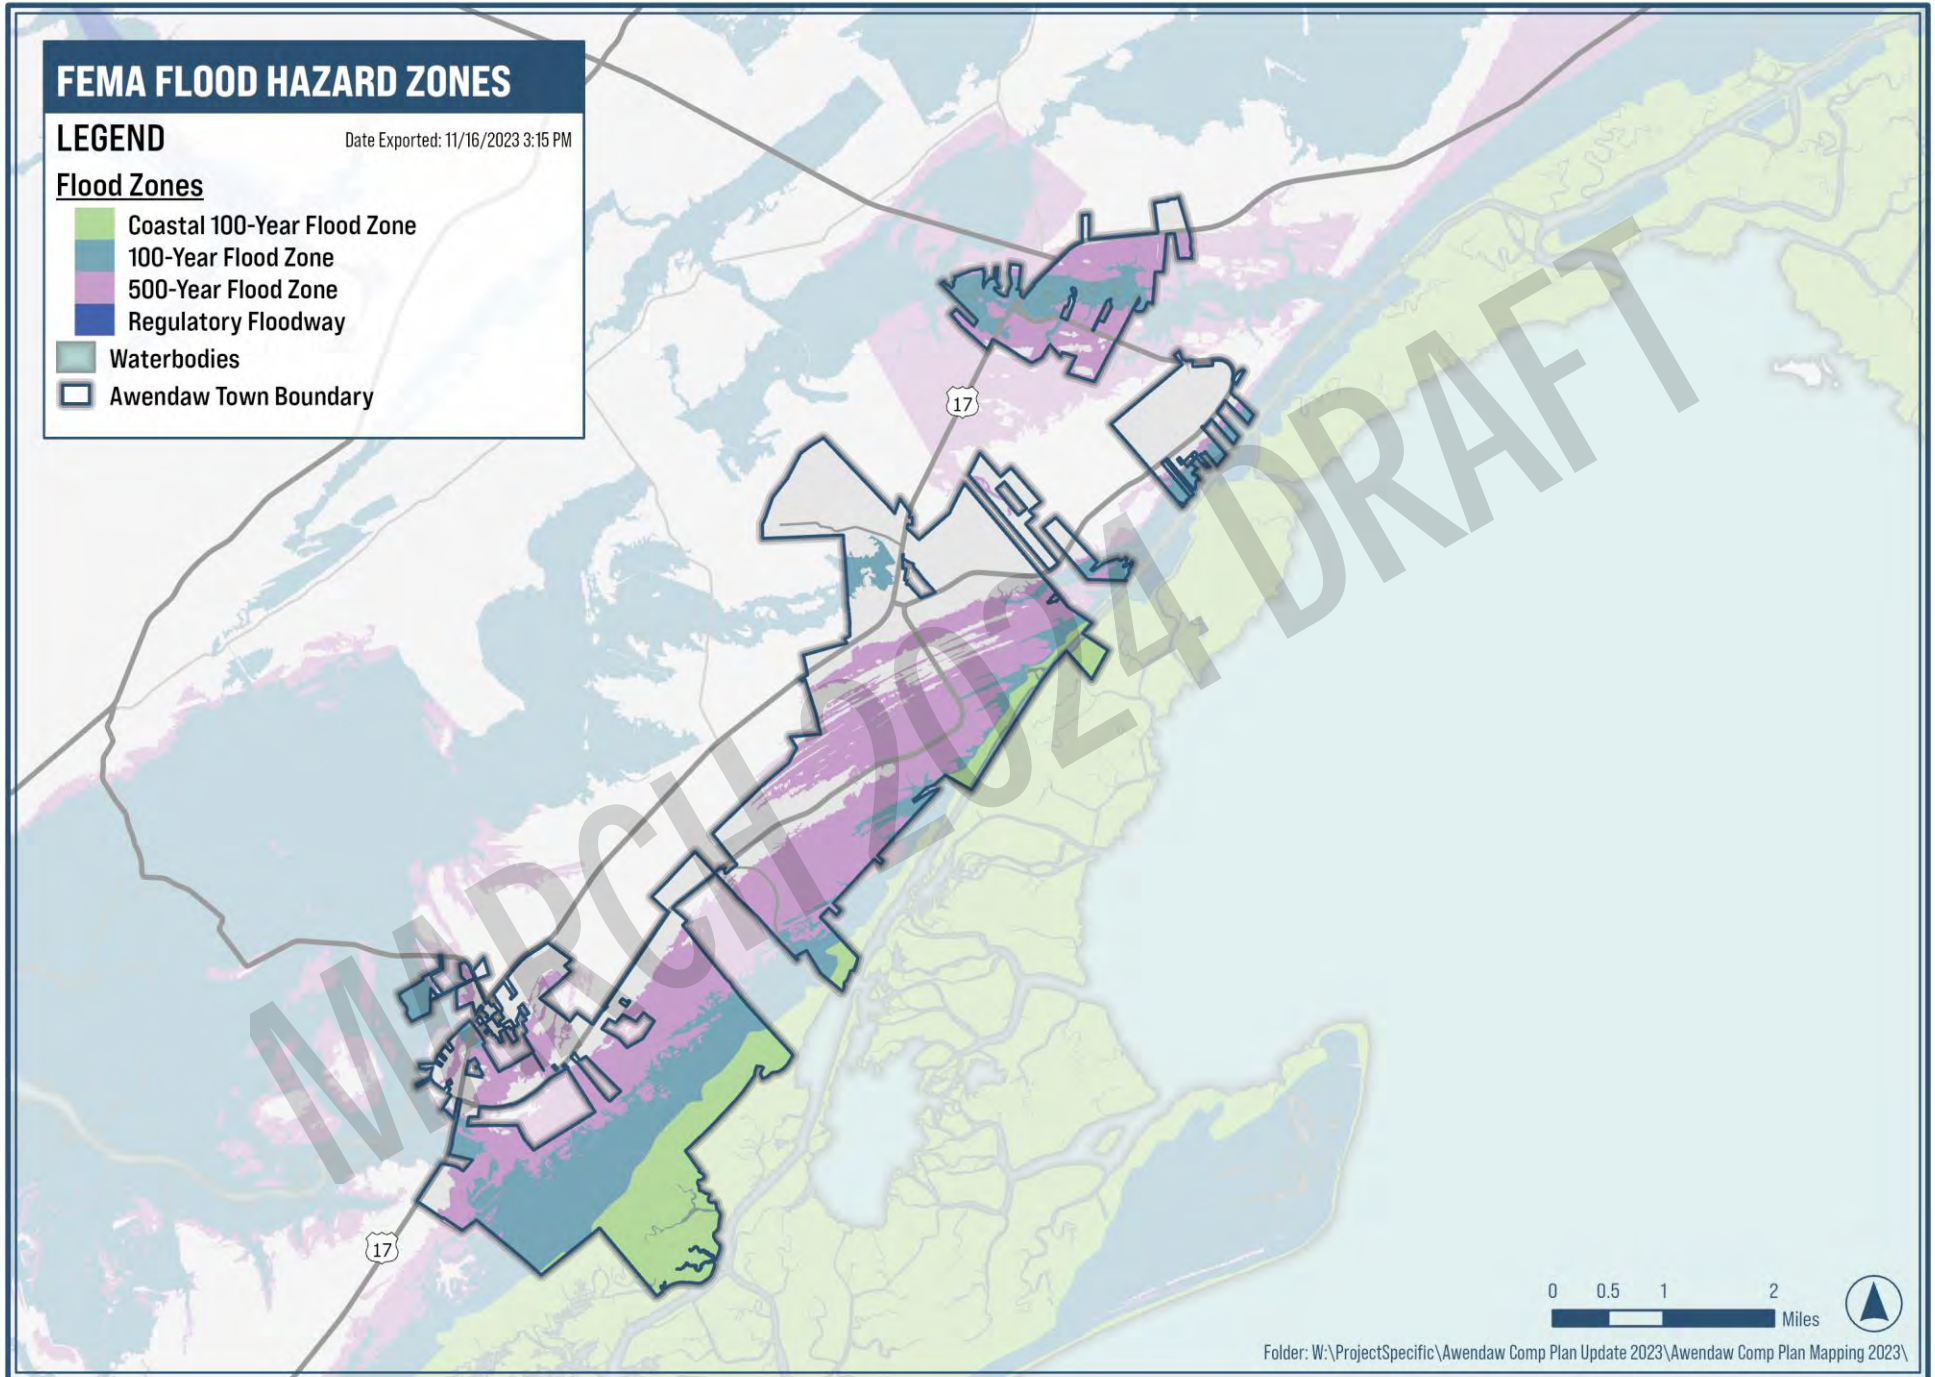 FEMA FLOOD HAZARD ZONES
LEGEND
Date Exported: 11/16/2023 3:15 PM
Flood Zones
Coastal 100-Year Flood Zone
100-Year Flood Zone
500-Year Flood Zone
Regulatory Floodway
Waterbodies
Awendaw Town Boundary
17
MARCH 2024 DRAFT
17
0 0.5 1 2
Miles
Folder: W:\ProjectSpecific\Awendaw Comp Plan Update 2023\Awendaw Comp Plan Mapping 2023\